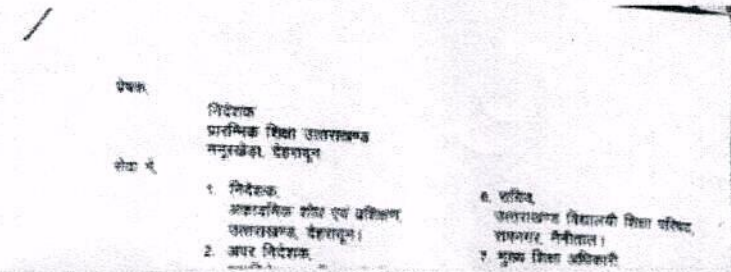 प्रेषक,
निदेशक
प्रारम्भिक शिक्षा उत्तराखण्ड
मनुरखेड़ा, देहरादून
सेवा में,
1. निदेशक,
अकादमिक शोध एवं प्रशिक्षण,
उत्तराखण्ड, देहरादून।
2. अपर निदेशक,
6. सचिव,
उत्तराखण्ड विद्यालयी शिक्षा परिषद,
रामनगर, नैनीताल।
7. मुख्य शिक्षा अधिकारी